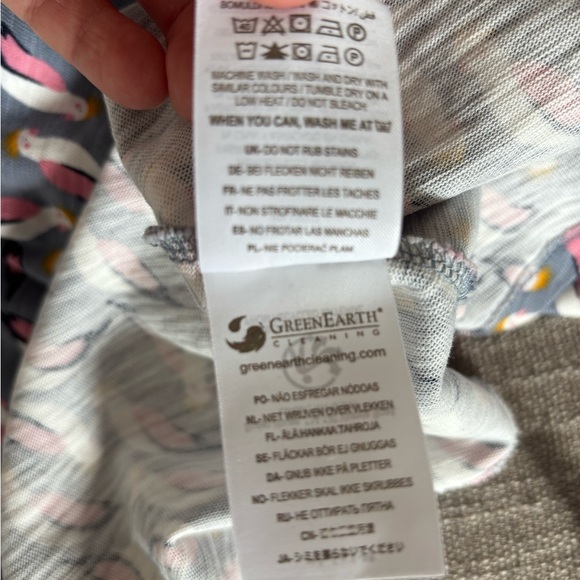 MACHINE WASH / WASH AND DRY WITH
SIMILAR COLOURS / TUMBLE DRY ON A
LOW HEAT / DO NOT BLEACH
WHEN YOU CAN, WASH ME AT
UK- DO NOT RUB STAINS
DE- BEI FLECKEN NICHT REIBEN
FR- NE PAS FROTTER LES TACHES
IT- NON STROFINARE LE MACCHIE
ES- NO FROTAR LAS MANCHAS
PL- NIE POCIERAĆ PLAM
GREENEARTH
CLEANING
greenearthcleaning.com
PO- NÃO ESFREGAR NÓDOAS
NL- NIET WRIJVEN OVER VLEKKEN
FL- ÄLÄ HANKAA TAHROJA
SE- FLÄCKAR BÖR EJ GNUGGAS
DA- GNUB IKKE PÅ PLETTER
NO- FLEKKER SKAL IKKE SKRUBBES
RU- НЕ ОТТИРАТЬ ПЯТНА
CN-
JA- シミを擦らないでください